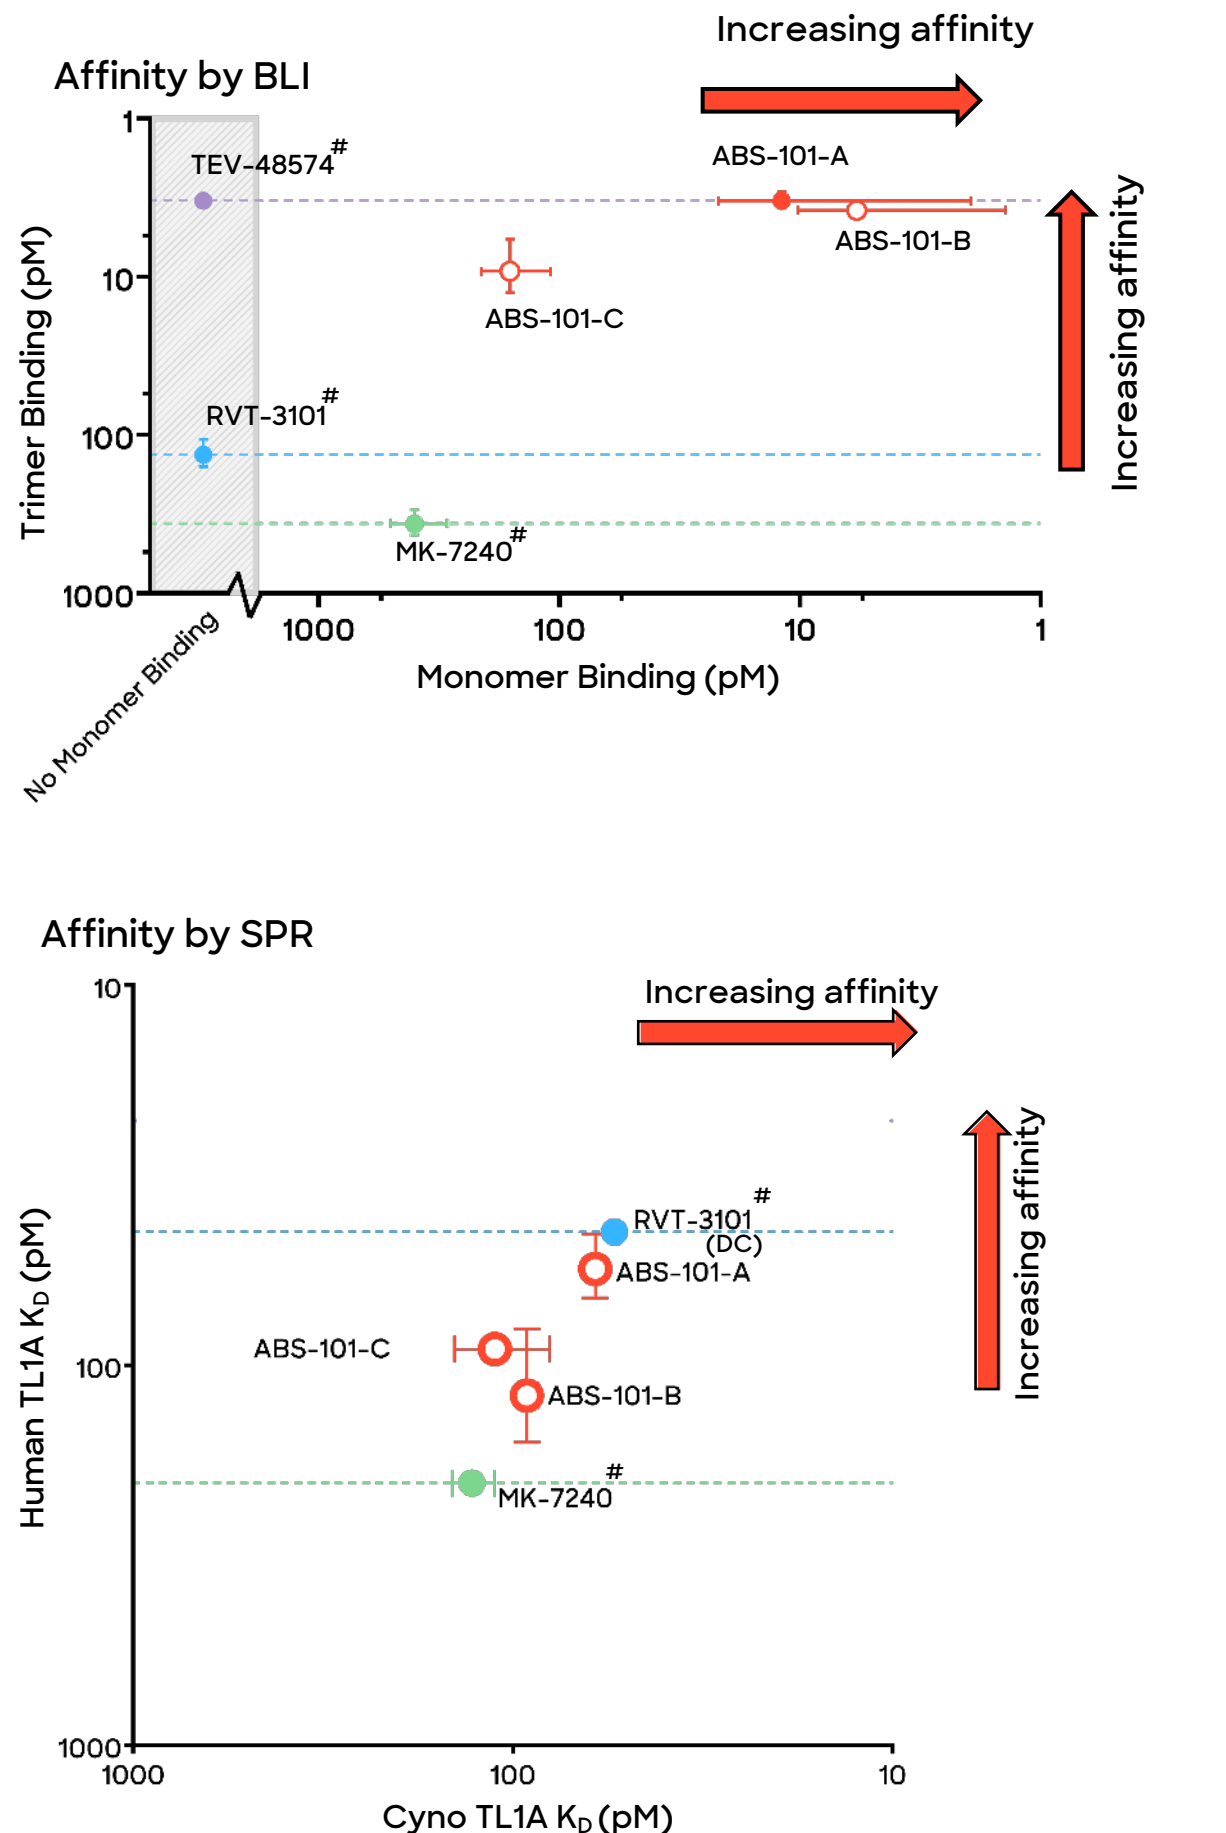 Increasing affinity
Affinity by BLI
1
TEV-48574#
ABS-101-A
ABS-101-B
Increasing affinity
Trimer Binding (pM)
10
ABS-101-C
RVT-3101#
100
MK-7240#
1000
1000 100 10 1
No Monomer Binding
Monomer Binding (pM)
Affinity by SPR
10
Increasing affinity
Increasing affinity
RVT-3101#
(DC)
ABS-101-A
Human TL1A KD (pM)
ABS-101-C
100
ABS-101-B
MK-7240#
1000
1000 100 10
Cyno TL1A KD (pM)